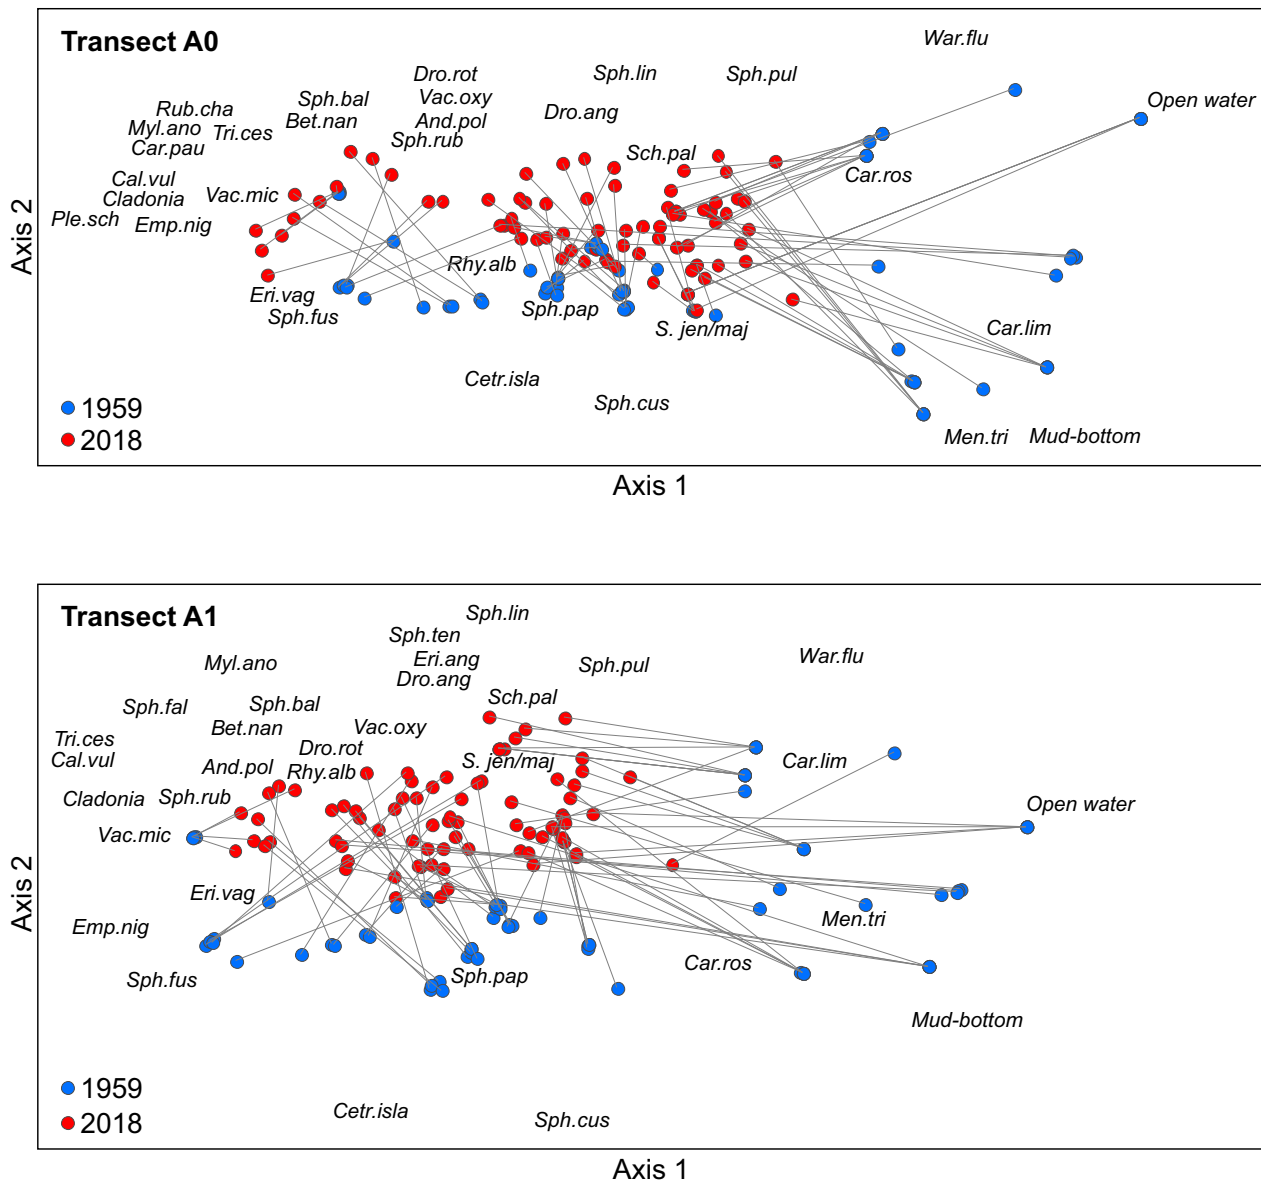 Transect A0
War.flu
Dro.rot
Sph.lin
Sph.pul
Rub.cha
Sph.bal
Vac.oxy
Open water
Myl.ano
Tri.ces
Bet.nan
And.pol
Dro.ang
Car.pau
Sph.rub
Sch.pal
Car.ros
Cal.vul
Cladonia
Vac.mic
Ple.sch
Emp.nig
Rhy.alb
Eri.vag
Sph.fus
Sph.pap
S. jen/maj
Car.lim
Cetr.isla
Sph.cus
Men.tri
Mud-bottom
1959
2018
Axis 2
Axis 1
Transect A1
Sph.lin
Sph.ten
Eri.ang
Dro.ang
Myl.ano
Sph.pul
War.flu
Sph.fal
Sph.bal
Sch.pal
Bet.nan
Vac.oxy
Tri.ces
Cal.vul
Dro.rot
S. jen/maj
Car.lim
And.pol
Rhy.alb
Cladonia
Sph.rub
Open water
Vac.mic
Eri.vag
Emp.nig
Men.tri
Sph.fus
Sph.pap
Car.ros
Mud-bottom
Cetr.isla
Sph.cus
1959
2018
Axis 2
Axis 1